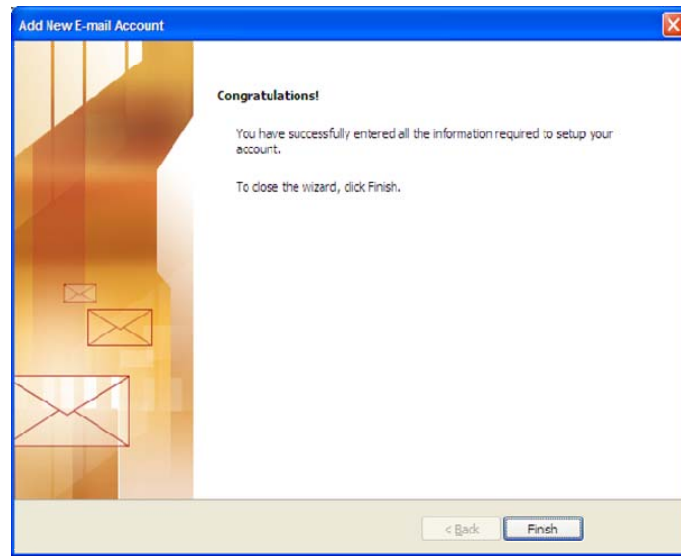 Add New E-mail Account
Congratulations!
You have successfully entered all the information required to setup your
account.
To close the wizard, click Finish.
< Back
Finish